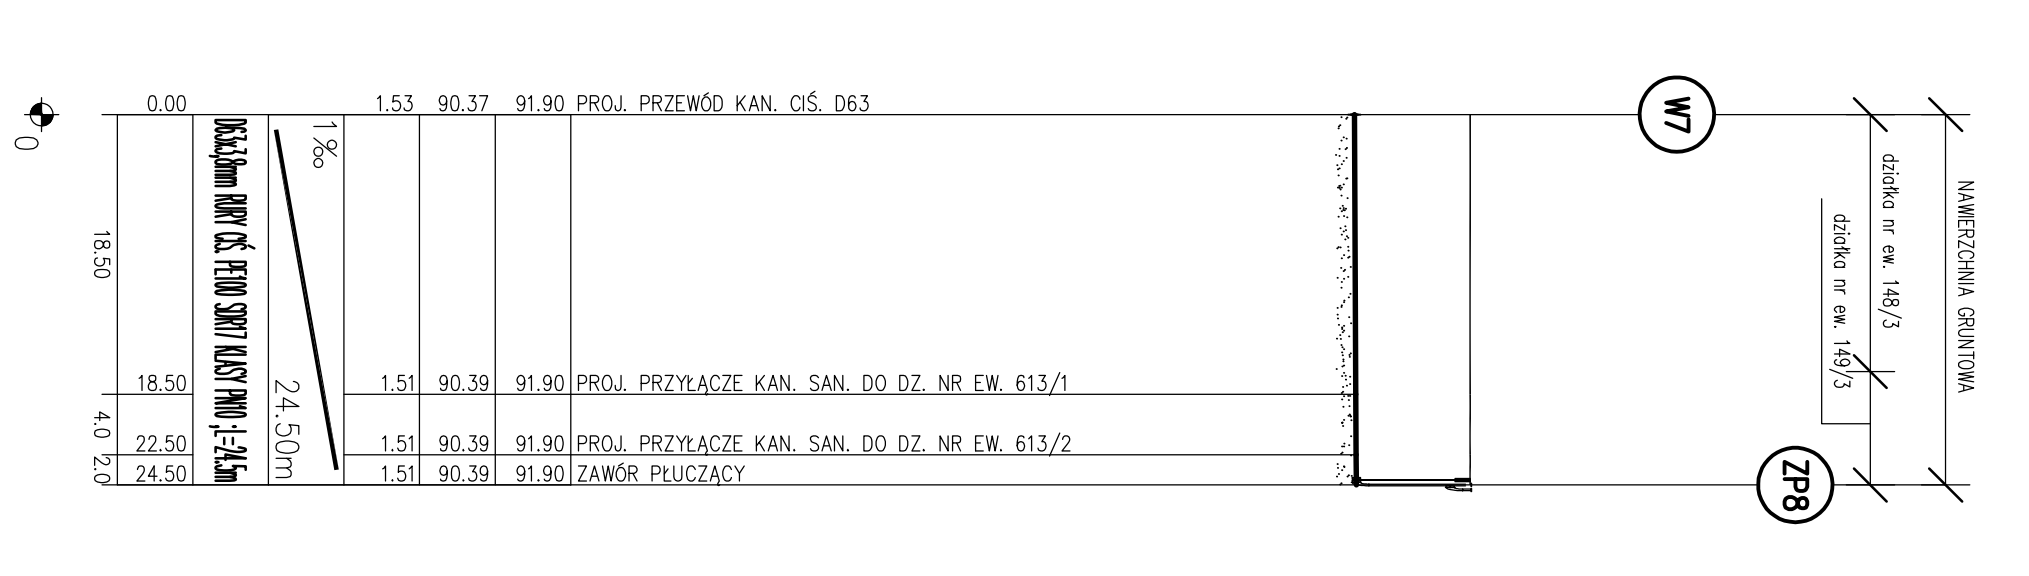 0.00 1.53 90.37 91.90 PROJ. PRZEWÓD KAN. CIŚ. D63
18.50 1.51 90.39 91.90 PROJ. PRZYŁĄCZE KAN. SAN. DO DZ. NR EW. 613/1
22.50 1.51 90.39 91.90 PROJ. PRZYŁĄCZE KAN. SAN. DO DZ. NR EW. 613/2
24.50 1.51 90.39 91.90 ZAWÓR PŁUCZĄCY
0
18.50
4.0
2.0
D63x3,8mm RURY CIŚ. PE100 SDR17 KLASY PN10 ;L=24.5m
1‰
24.50m
W7
ZP8
działka nr ew. 149/3
działka nr ew. 148/3
NAWIERZCHNIA GRUNTOWA